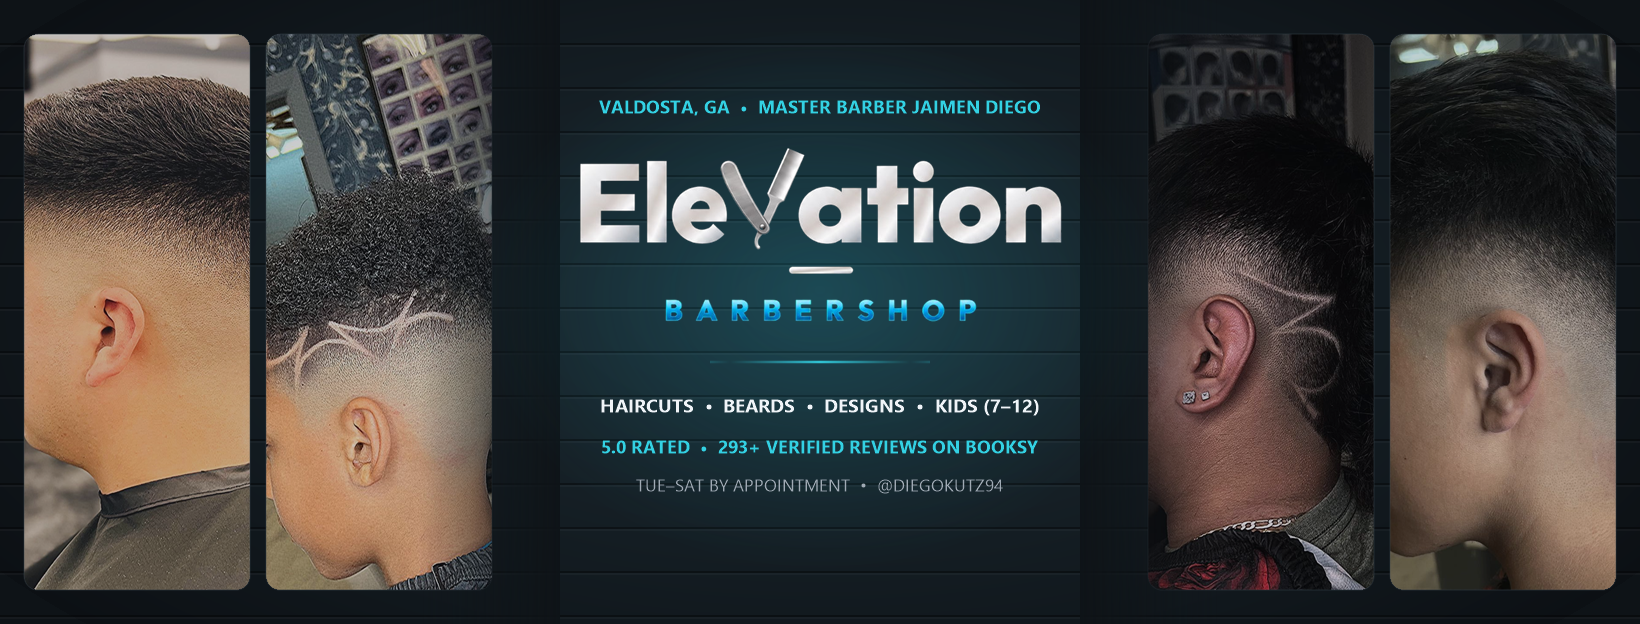 VALDOSTA, GA • MASTER BARBER JAIMEN DIEGO
EleVation
BARBERSHOP
HAIRCUTS • BEARDS • DESIGNS • KIDS (7–12)
5.0 RATED • 293+ VERIFIED REVIEWS ON BOOKSY
TUE–SAT BY APPOINTMENT • @DIEGOKUTZ94